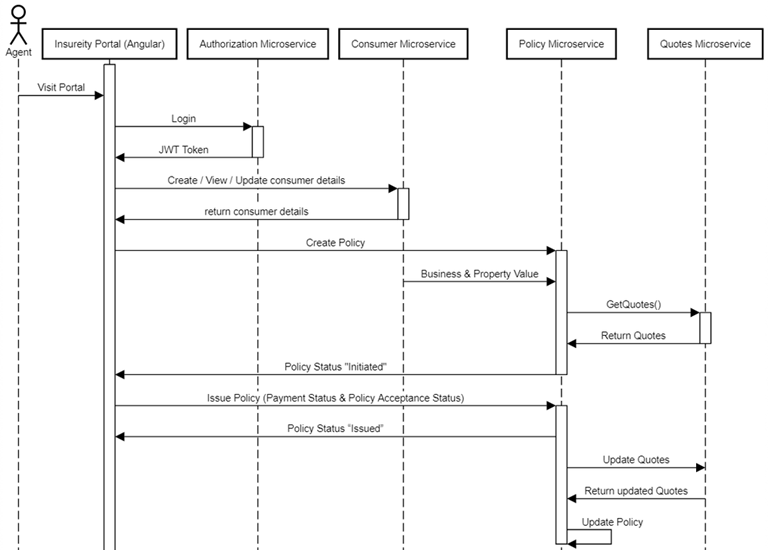 Agent
Insureity Portal (Angular)
Authorization Microservice
Consumer Microservice
Policy Microservice
Quotes Microservice
Visit Portal
Login
JWT Token
Create / View / Update consumer details
return consumer details
Create Policy
Business & Property Value
GetQuotes()
Return Quotes
Policy Status "Initiated"
Issue Policy (Payment Status & Policy Acceptance Status)
Policy Status "Issued"
Update Quotes
Return updated Quotes
Update Policy